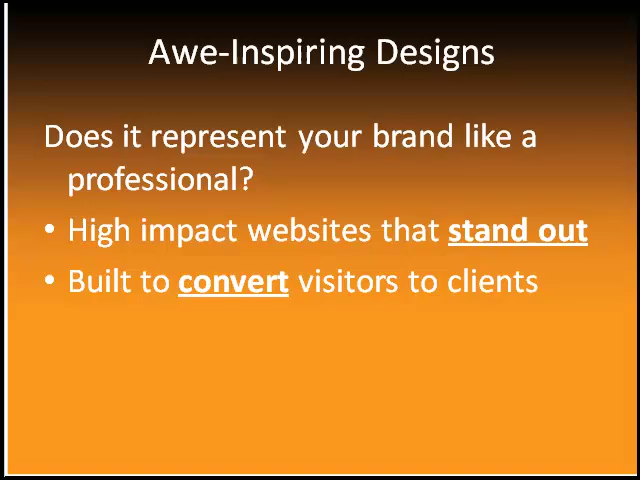 Awe-Inspiring Designs
Does it represent your brand like a
professional?
• High impact websites that stand out
• Built to convert visitors to clients